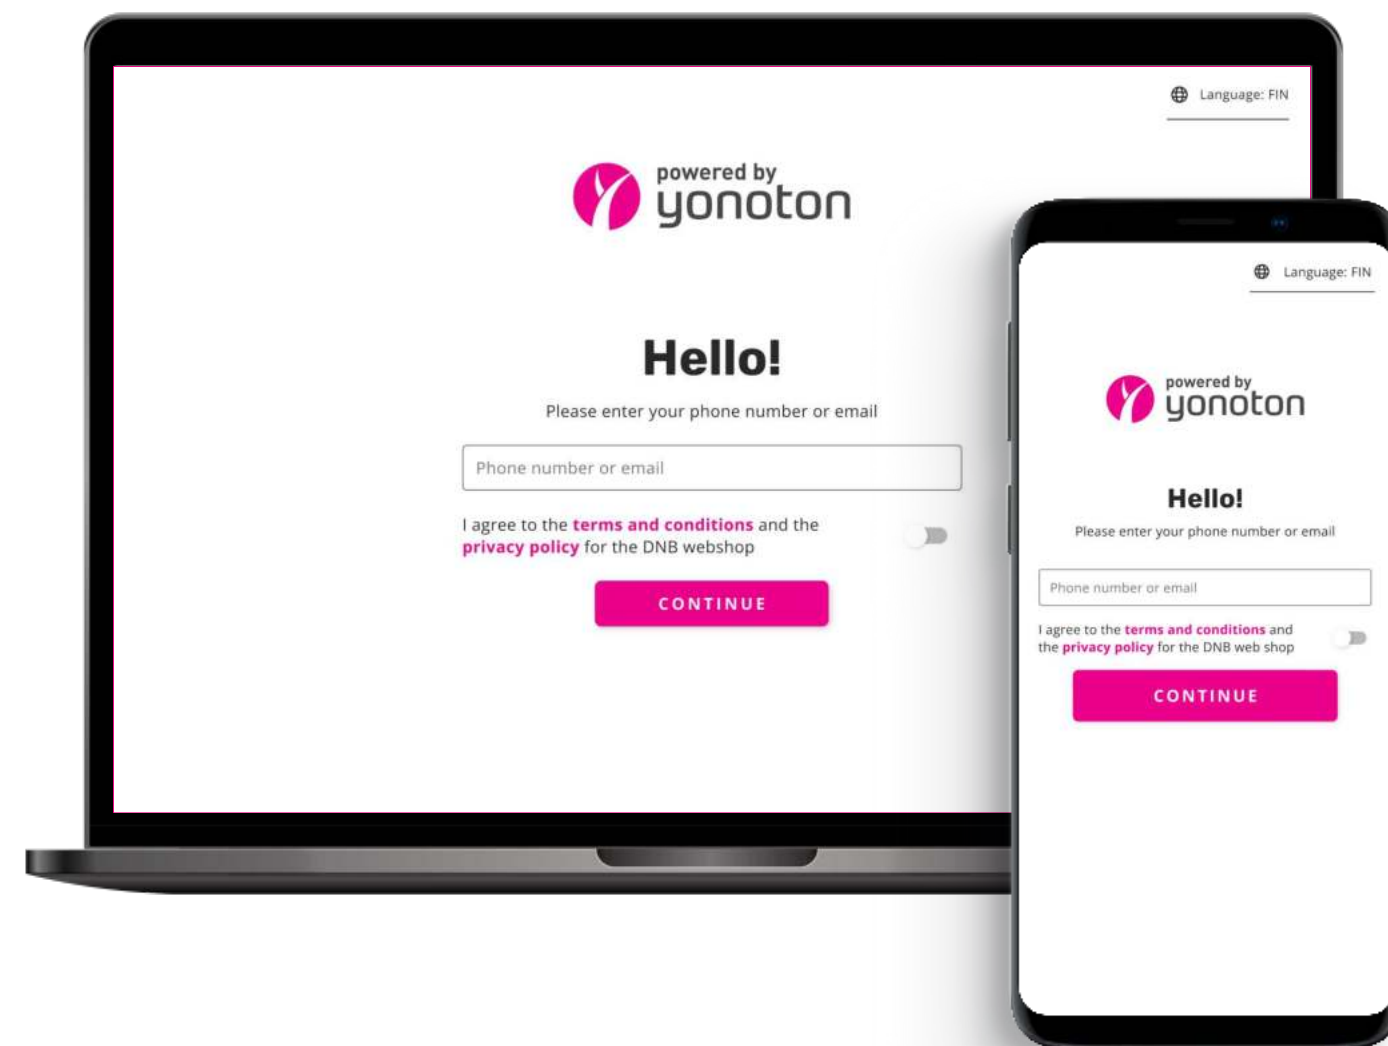 Language: FIN
powered by
yonoton
Hello!
Please enter your phone number or email
Phone number or email
I agree to the terms and conditions and the
privacy policy for the DNB webshop
CONTINUE
Language: FIN
powered by
yonoton
Hello!
Please enter your phone number or email
Phone number or email
I agree to the terms and conditions and
the privacy policy for the DNB web shop
CONTINUE